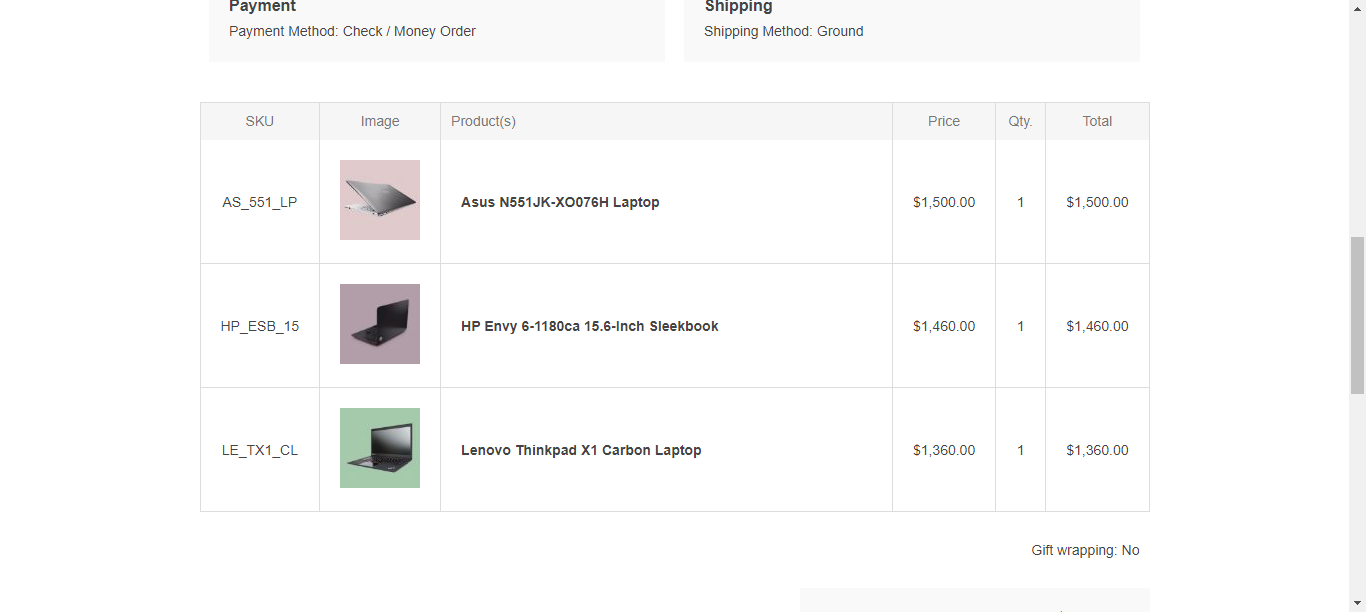 Payment
Payment Method: Check / Money Order
Shipping
Shipping Method: Ground
SKU Image Product(s) Price Qty. Total
AS_551_LP Asus N551JK-XO076H Laptop $1,500.00 1 $1,500.00
HP_ESB_15 HP Envy 6-1180ca 15.6-Inch Sleekbook $1,460.00 1 $1,460.00
LE_TX1_CL Lenovo Thinkpad X1 Carbon Laptop $1,360.00 1 $1,360.00
Gift wrapping: No